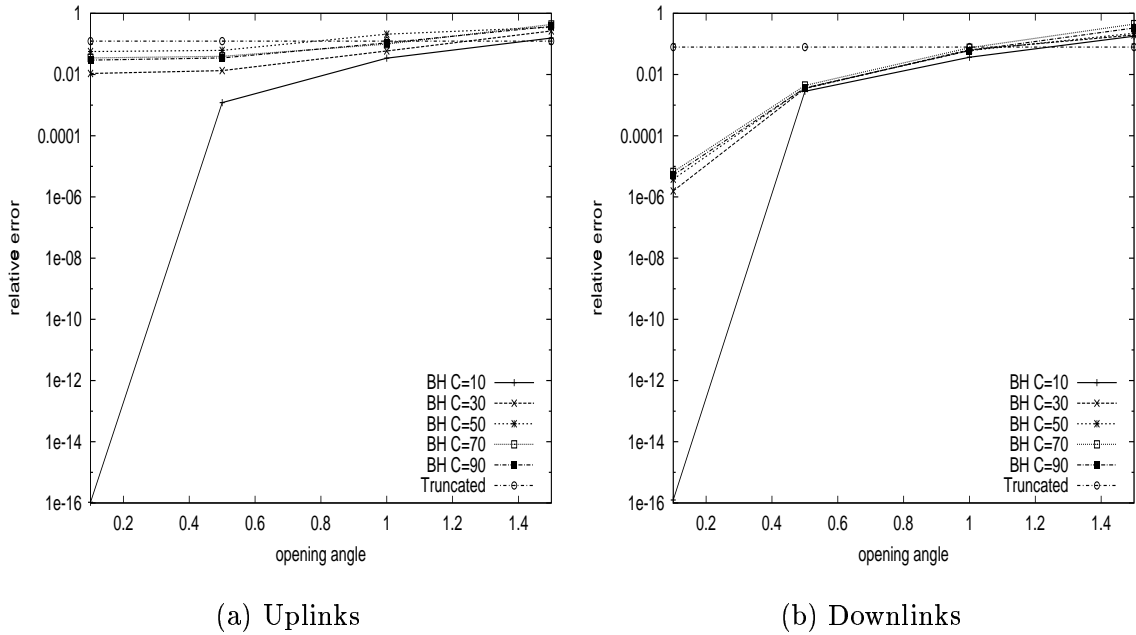 1
0.01
0.0001
1e-06
1e-08
1e-10
1e-12
1e-14
1e-16
relative error
BH C=10
BH C=30
BH C=50
BH C=70
BH C=90
Truncated
0.2 0.4 0.6 0.8 1 1.2 1.4
opening angle
(a) Uplinks
1
0.01
0.0001
1e-06
1e-08
1e-10
1e-12
1e-14
1e-16
relative error
BH C=10
BH C=30
BH C=50
BH C=70
BH C=90
Truncated
0.2 0.4 0.6 0.8 1 1.2 1.4
opening angle
(b) Downlinks